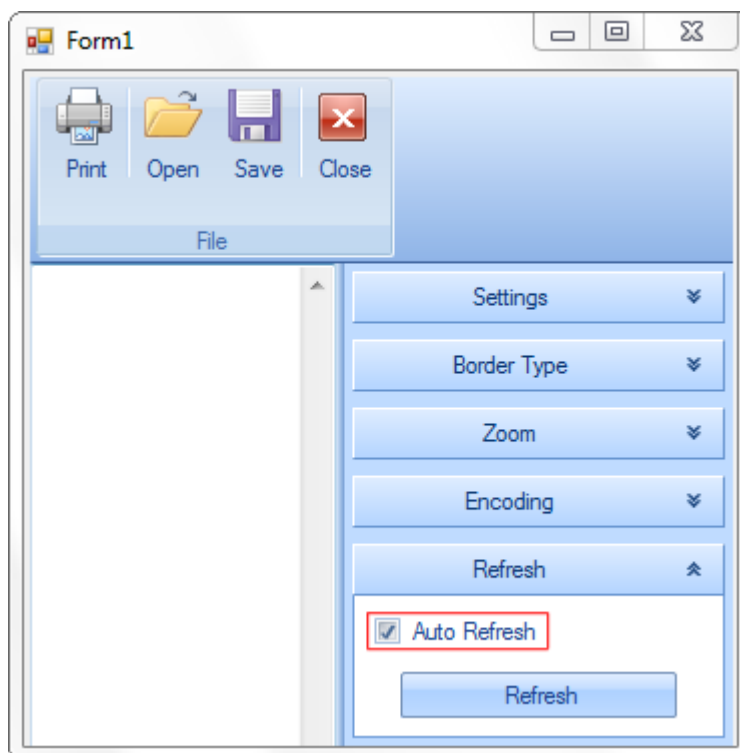 Form1
Print Open Save Close
File
Settings
Border Type
Zoom
Encoding
Refresh
Auto Refresh
Refresh